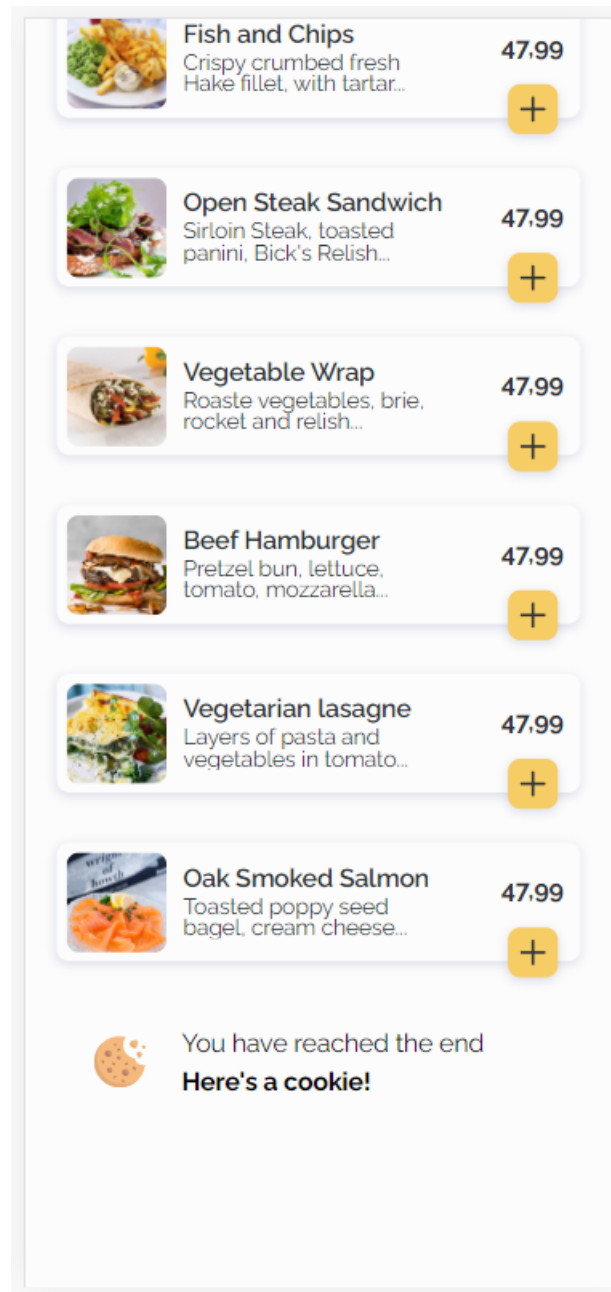 Fish and Chips
47,99
Crispy crumbed fresh
Hake fillet, with tartar...
+
Open Steak Sandwich
47,99
Sirloin Steak, toasted
panini, Bick's Relish...
+
Vegetable Wrap
47,99
Roaste vegetables, brie,
rocket and relish...
+
Beef Hamburger
47,99
Pretzel bun, lettuce,
tomato, mozzarella...
+
Vegetarian lasagne
47,99
Layers of pasta and
vegetables in tomato...
+
wrights
of
howth
Oak Smoked Salmon
47,99
Toasted poppy seed
bagel, cream cheese...
+
You have reached the end
Here's a cookie!